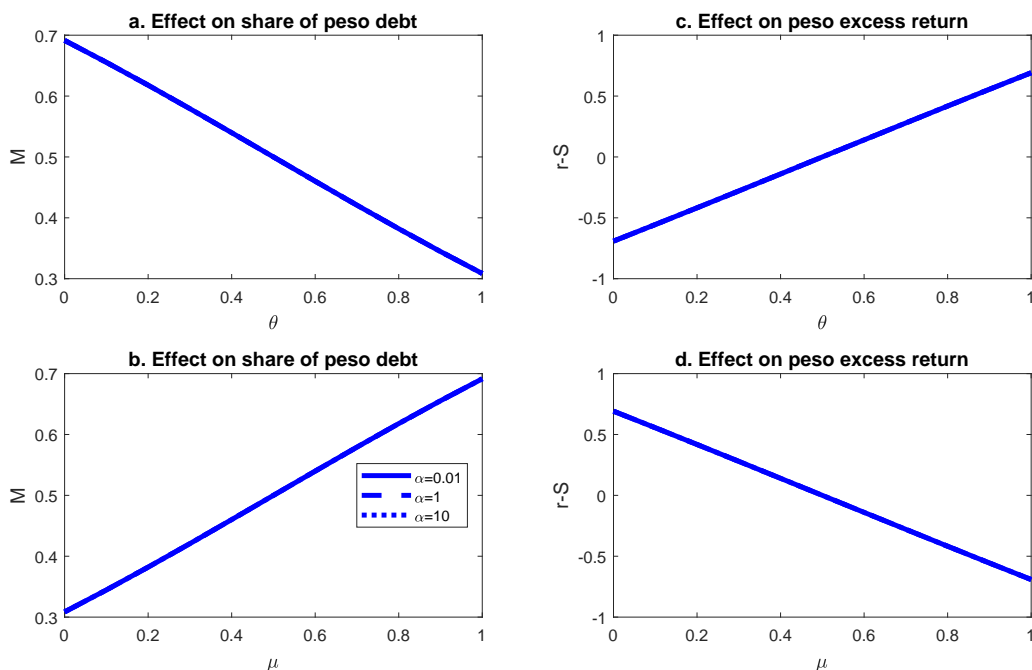 a. Effect on share of peso debt
0.7
0.6
0.5
0.4
0.3
M
0 0.2 0.4 0.6 0.8 1
θ
c. Effect on peso excess return
1
0.5
0
-0.5
-1
r-S
0 0.2 0.4 0.6 0.8 1
θ
b. Effect on share of peso debt
0.7
0.6
0.5
0.4
0.3
M
α=0.01
α=1
α=10
0 0.2 0.4 0.6 0.8 1
μ
d. Effect on peso excess return
1
0.5
0
-0.5
-1
r-S
0 0.2 0.4 0.6 0.8 1
μ